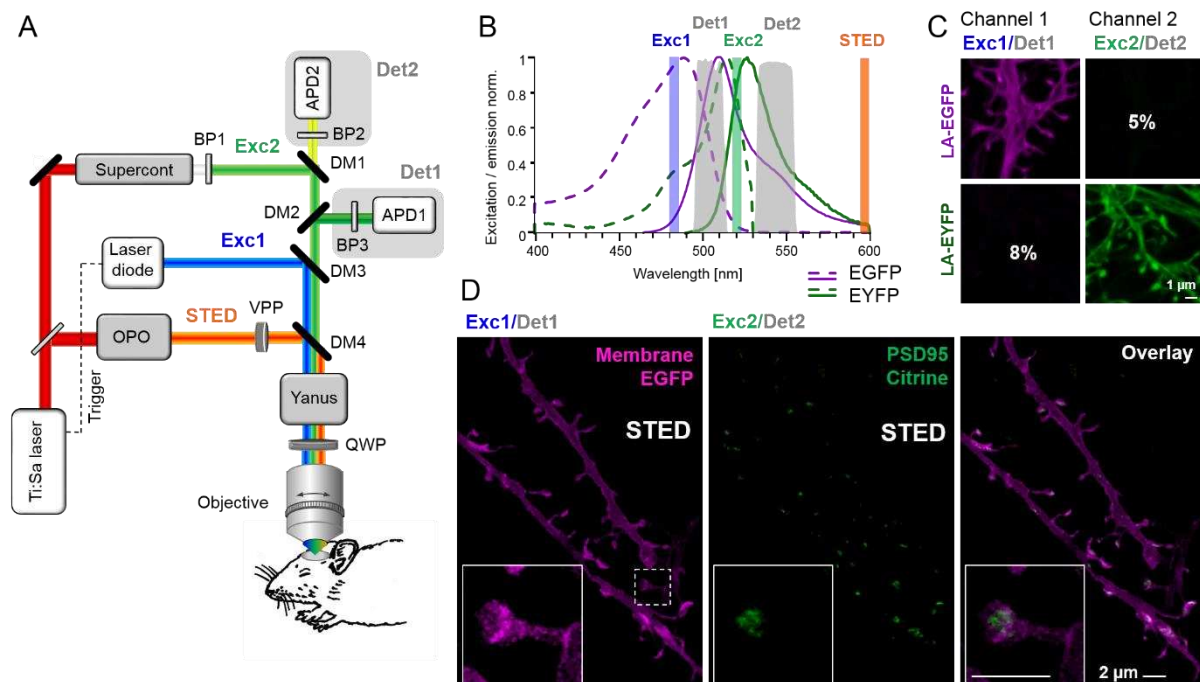 A
APD2
Det2
BP2
BP1
Exc2
Supercont
DM1
Det1
DM2
APD1
BP3
Exc1
Laser
diode
DM3
STED
VPP
OPO
DM4
Trigger
Yanus
QWP
Ti:Sa laser
Objective
B
Det1
Det2
Exc1
Exc2
STED
Excitation / emission norm.
1
0.8
0.6
0.4
0.2
0
400
450
500
550
600
Wavelength [nm]
EGFP
EYFP
C
Channel 1
Channel 2
Exc1/Det1
Exc2/Det2
LA-EGFP
5%
LA-EYFP
8%
1 µm
D
Exc1/Det1
Exc2/Det2
Membrane
EGFP
STED
PSD95
Citrine
STED
Overlay
2 µm